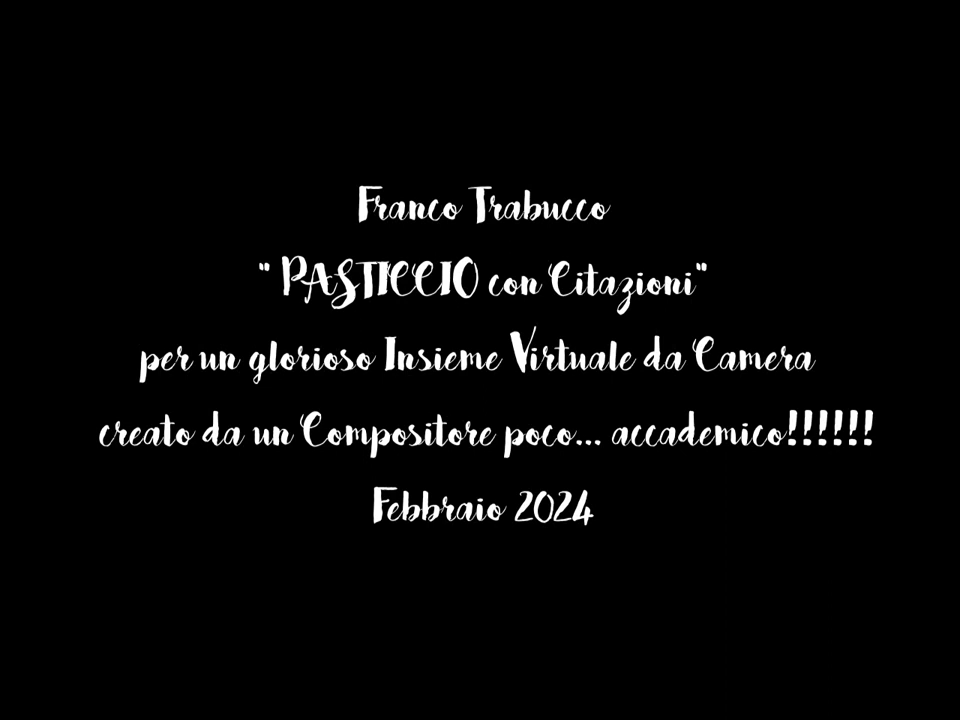 Franco Trabucco
" PASTICCIO con Citazioni"
per un glorioso Insieme Virtuale da Camera
creato da un Compositore poco... accademico!!!!!!
Febbraio 2024